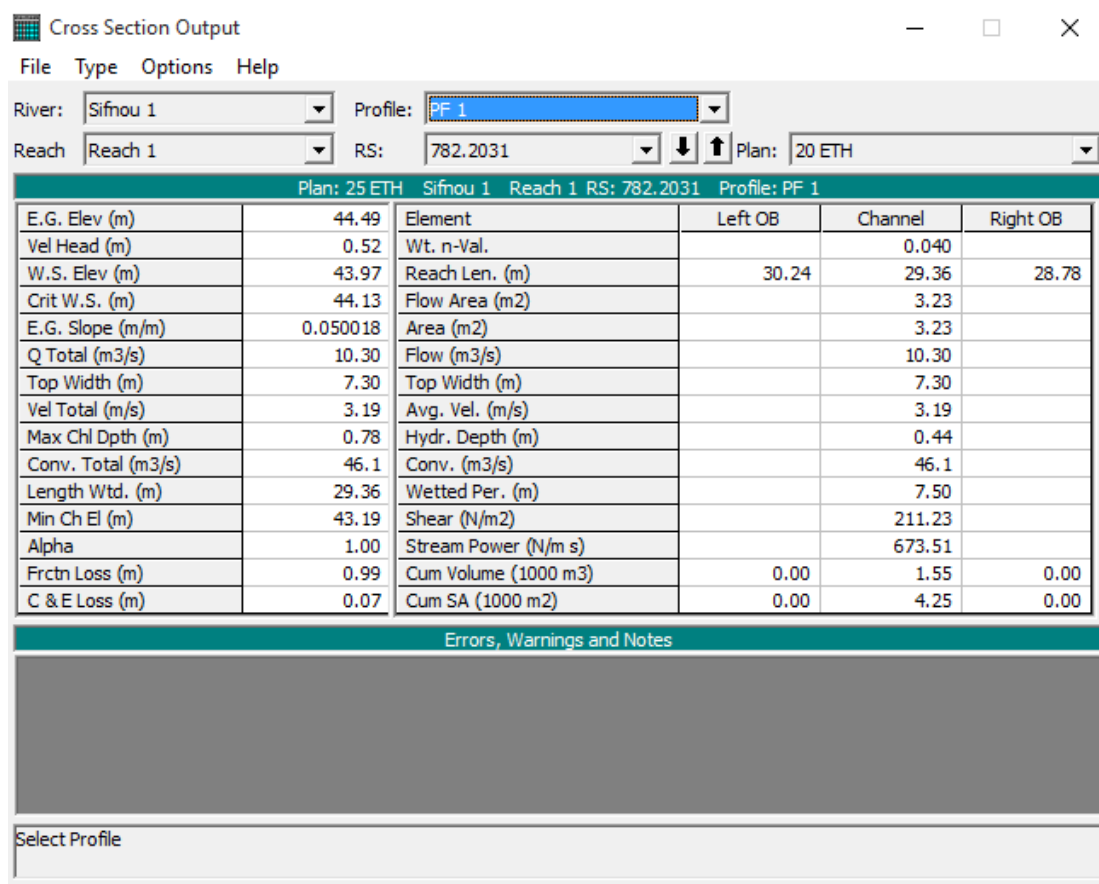 Cross Section Output
File Type Options Help
River: Sifnou 1 Profile: PF 1
Reach Reach 1 RS: 782.2031 Plan: 20 ETH
Plan: 25 ETH Sifnou 1 Reach 1 RS: 782.2031 Profile: PF 1
E.G. Elev (m) 44.49 Element Left OB Channel Right OB
Vel Head (m) 0.52 Wt. n-Val. 0.040
W.S. Elev (m) 43.97 Reach Len. (m) 30.24 29.36 28.78
Crit W.S. (m) 44.13 Flow Area (m2) 3.23
E.G. Slope (m/m) 0.050018 Area (m2) 3.23
Q Total (m3/s) 10.30 Flow (m3/s) 10.30
Top Width (m) 7.30 Top Width (m) 7.30
Vel Total (m/s) 3.19 Avg. Vel. (m/s) 3.19
Max Chl Dpth (m) 0.78 Hydr. Depth (m) 0.44
Conv. Total (m3/s) 46.1 Conv. (m3/s) 46.1
Length Wtd. (m) 29.36 Wetted Per. (m) 7.50
Min Ch El (m) 43.19 Shear (N/m2) 211.23
Alpha 1.00 Stream Power (N/m s) 673.51
Frctn Loss (m) 0.99 Cum Volume (1000 m3) 0.00 1.55 0.00
C & E Loss (m) 0.07 Cum SA (1000 m2) 0.00 4.25 0.00
Errors, Warnings and Notes
Select Profile